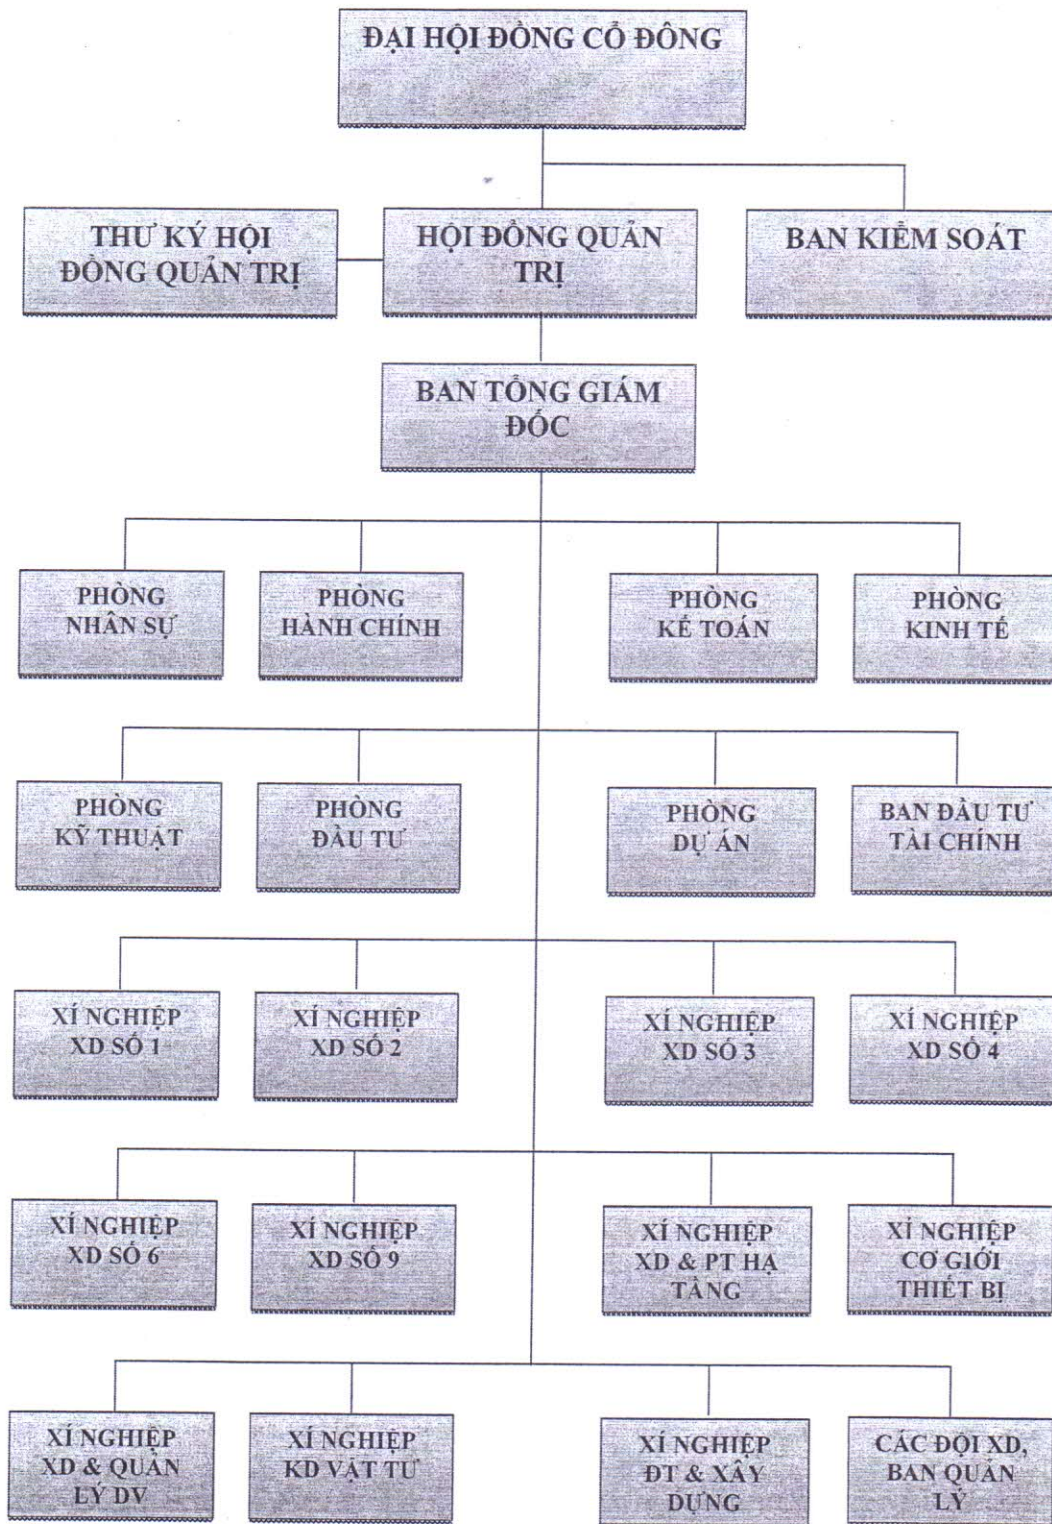 ĐẠI HỘI ĐỒNG CỔ ĐÔNG
THƯ KÝ HỘI
ĐỒNG QUẢN TRỊ
HỘI ĐỒNG QUẢN
TRỊ
BAN KIỂM SOÁT
BAN TỔNG GIÁM
ĐỐC
PHÒNG
NHÂN SỰ
PHÒNG
HÀNH CHÍNH
PHÒNG
KẾ TOÁN
PHÒNG
KINH TẾ
PHÒNG
KỸ THUẬT
PHÒNG
ĐẦU TƯ
PHÒNG
DỰ ÁN
BAN ĐẦU TƯ
TÀI CHÍNH
XÍ NGHIỆP
XD SỐ 1
XÍ NGHIỆP
XD SỐ 2
XÍ NGHIỆP
XD SỐ 3
XÍ NGHIỆP
XD SỐ 4
XÍ NGHIỆP
XD SỐ 6
XÍ NGHIỆP
XD SỐ 9
XÍ NGHIỆP
XD & PT HẠ
TẦNG
XÍ NGHIỆP
CƠ GIỚI
THIẾT BỊ
XÍ NGHIỆP
XD & QUẢN
LÝ DV
XÍ NGHIỆP
KD VẬT TƯ
XÍ NGHIỆP
ĐT & XÂY
DỰNG
CÁC ĐỘI XD,
BAN QUẢN
LÝ